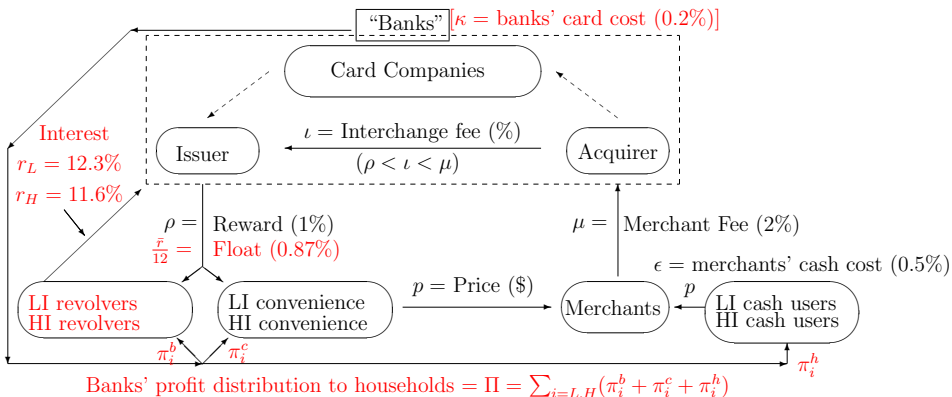 “Banks” [κ = banks’ card cost (0.2%)]
Card Companies
Interest
r_L = 12.3%
r_H = 11.6%
Issuer
ι = Interchange fee (%)
(ρ < ι < μ)
Acquirer
ρ = Reward (1%)
r̄/12 = Float (0.87%)
μ = Merchant Fee (2%)
ϵ = merchants’ cash cost (0.5%)
LI revolvers
HI revolvers
LI convenience
HI convenience
p = Price ($)
Merchants
p
LI cash users
HI cash users
π_i^b
π_i^c
π_i^h
Banks’ profit distribution to households = Π = ∑_{i=L,H}(π_i^b + π_i^c + π_i^h)